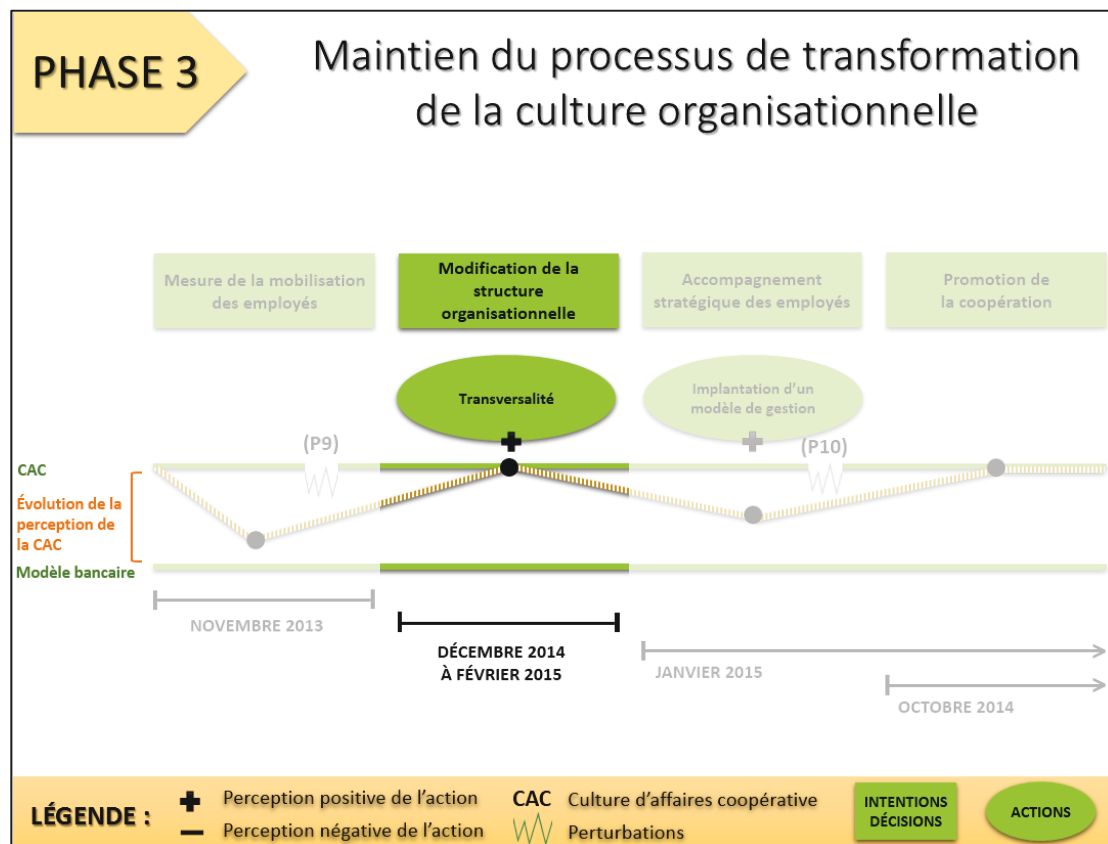 PHASE 3
Maintien du processus de transformation
de la culture organisationnelle
Mesure de la mobilisation
des employés
Modification de la
structure
organisationnelle
Accompagnement
stratégique des employés
Promotion de
la coopération
Transversalité
Implantation d'un
modèle de gestion
(P9)
(P10)
CAC
Évolution de la
perception de
la CAC
Modèle bancaire
NOVEMBRE 2013
DÉCEMBRE 2014
À FÉVRIER 2015
JANVIER 2015
OCTOBRE 2014
LÉGENDE :
Perception positive de l'action
Perception négative de l'action
CAC Culture d'affaires coopérative
Perturbations
INTENTIONS
DÉCISIONS
ACTIONS